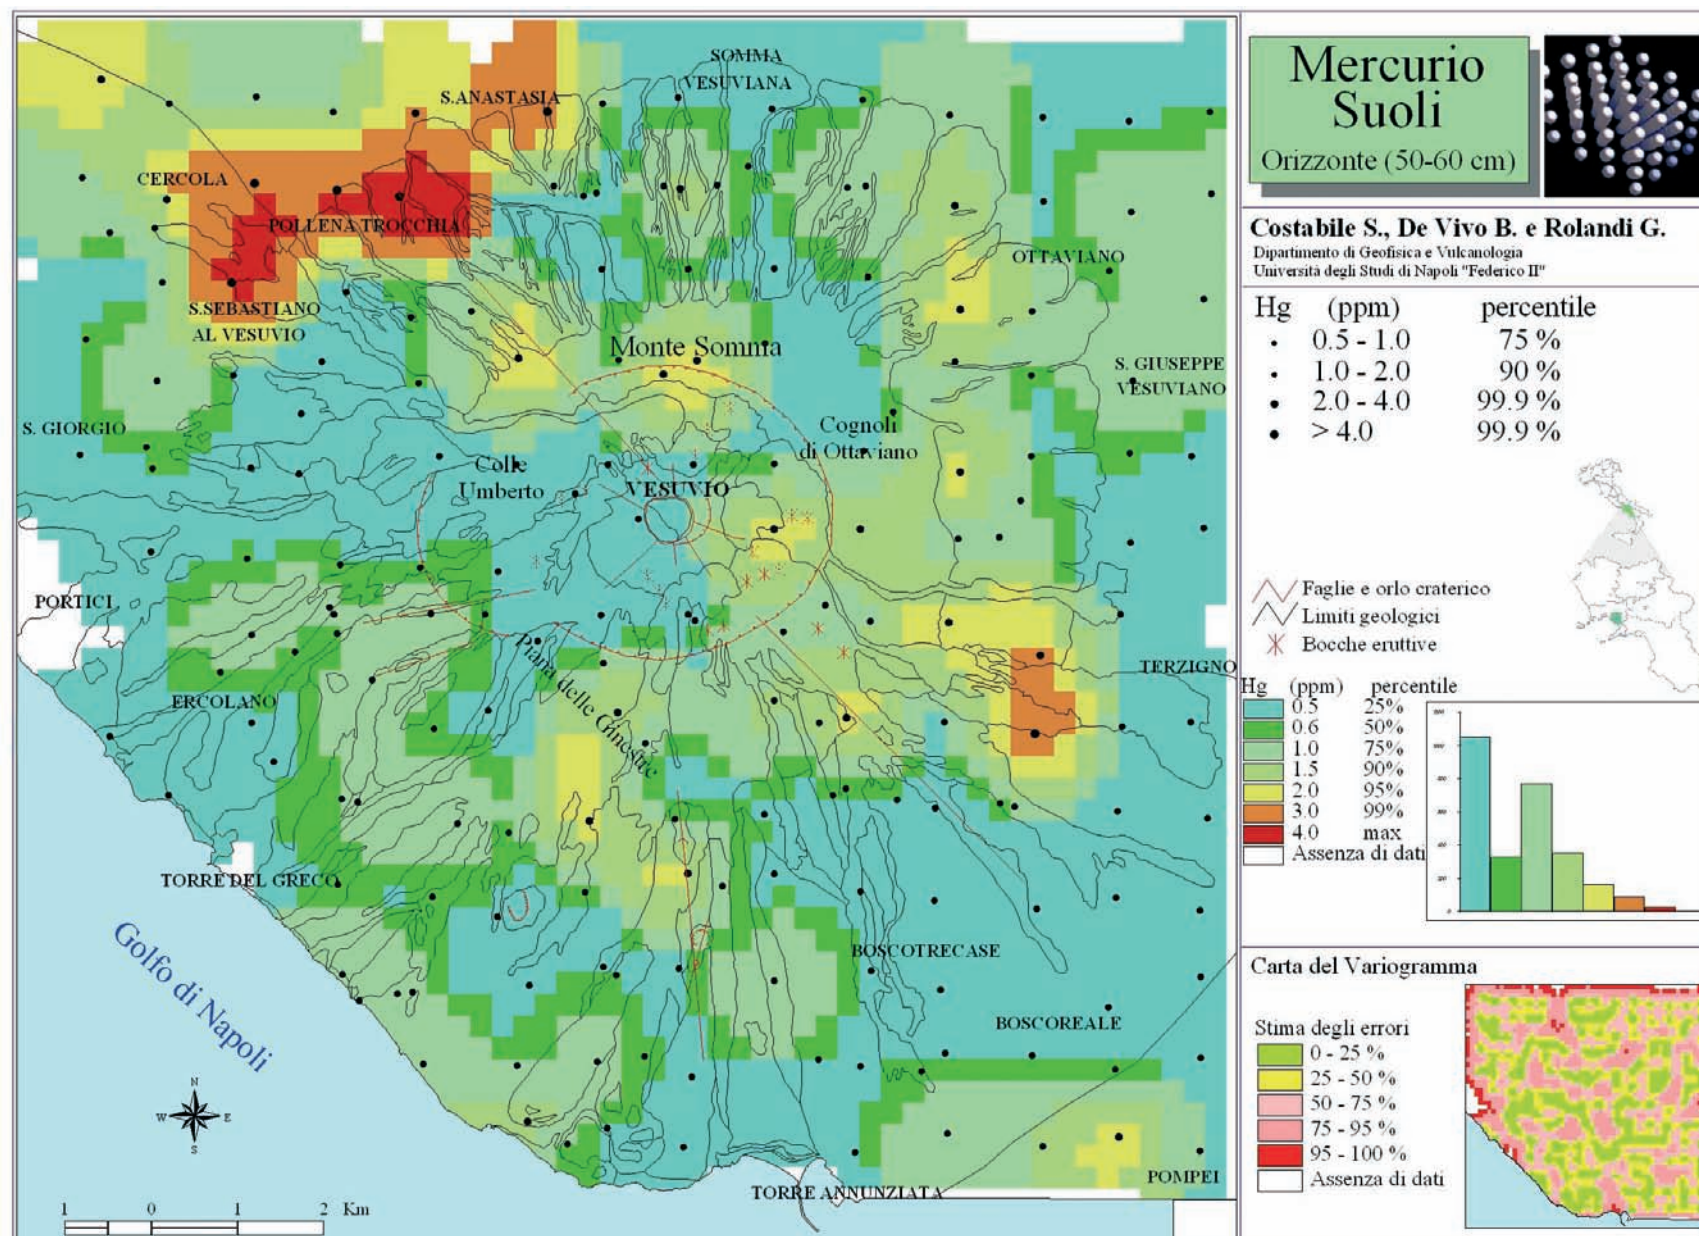 Mercurio
Suoli
Orizzonte (50-60 cm)
Costabile S., De Vivo B. e Rolandi G.
Dipartimento di Geofisica e Vulcanologia
Università degli Studi di Napoli "Federico II"
Hg (ppm) percentile
0.5 - 1.0 75 %
1.0 - 2.0 90 %
2.0 - 4.0 99.9 %
> 4.0 99.9 %
Faglie e orlo craterico
Limiti geologici
Bocche eruttive
Hg (ppm) percentile
0.5 25%
0.6 50%
1.0 75%
1.5 90%
2.0 95%
3.0 99%
4.0 max
Assenza di dati
Carta del Variogramma
Stima degli errori
0 - 25 %
25 - 50 %
50 - 75 %
75 - 95 %
95 - 100 %
Assenza di dati
SOMMA
VESUVIANA
S.ANASTASIA
CERCOLA
POLLENA TROCCHIA
OTTAVIANO
S.SEBASTIANO
AL VESUVIO
Monte Somma
S. GIUSEPPE
VESUVIANO
S. GIORGIO
Cognoli
di Ottaviano
Colle
Umberto
VESUVIO
PORTICI
Piana delle Ginestre
TERZIGNO
ERCOLANO
TORRE DEL GRECO
Golfo di Napoli
BOSCOTRECASE
BOSCOREALE
N
W E
S
POMPEI
TORRE ANNUNZIATA
1 0 1 2 Km